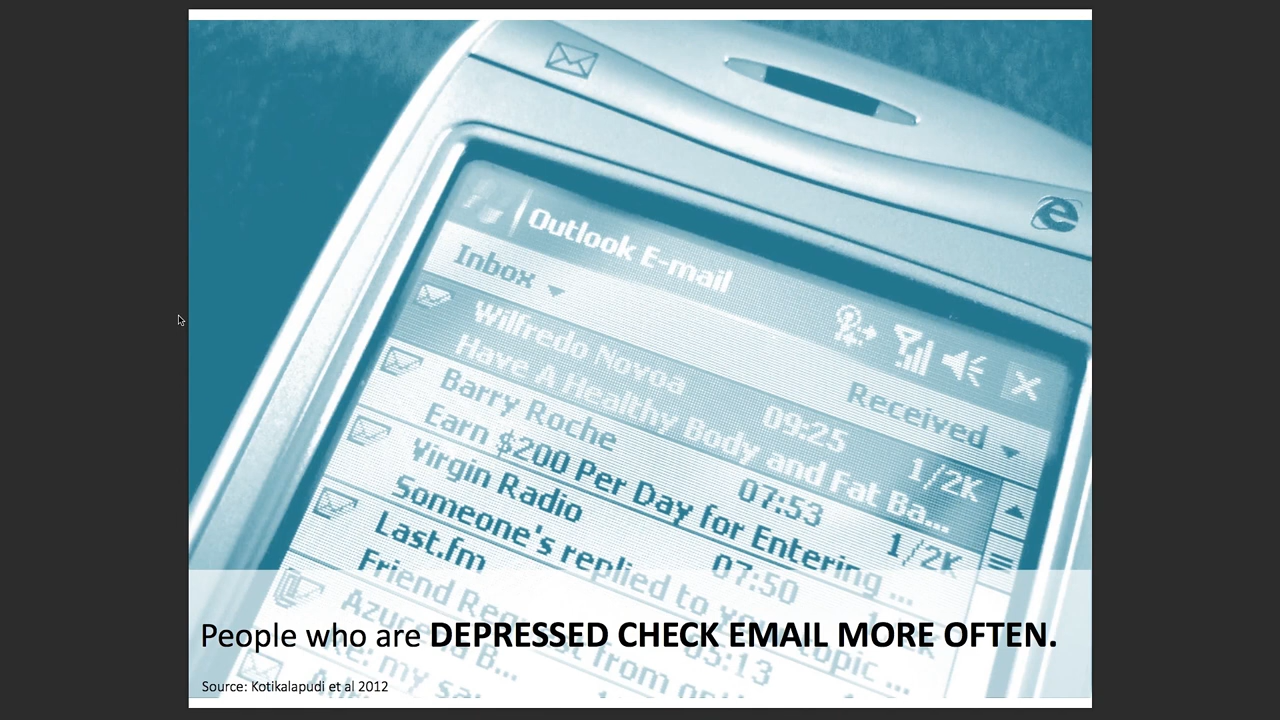 Outlook E-mail
Inbox
Received
Wilfredo Novoa 09:25 1/2K
Have A Healthy Body and Fat Ba...
Barry Roche 07:53 1/2K
Earn $200 Per Day for Entering ...
Virgin Radio 07:50
Someone's replied to your topic ...
Last.fm 05:13
Friend Request from
People who are DEPRESSED CHECK EMAIL MORE OFTEN.
Source: Kotikalapudi et al 2012